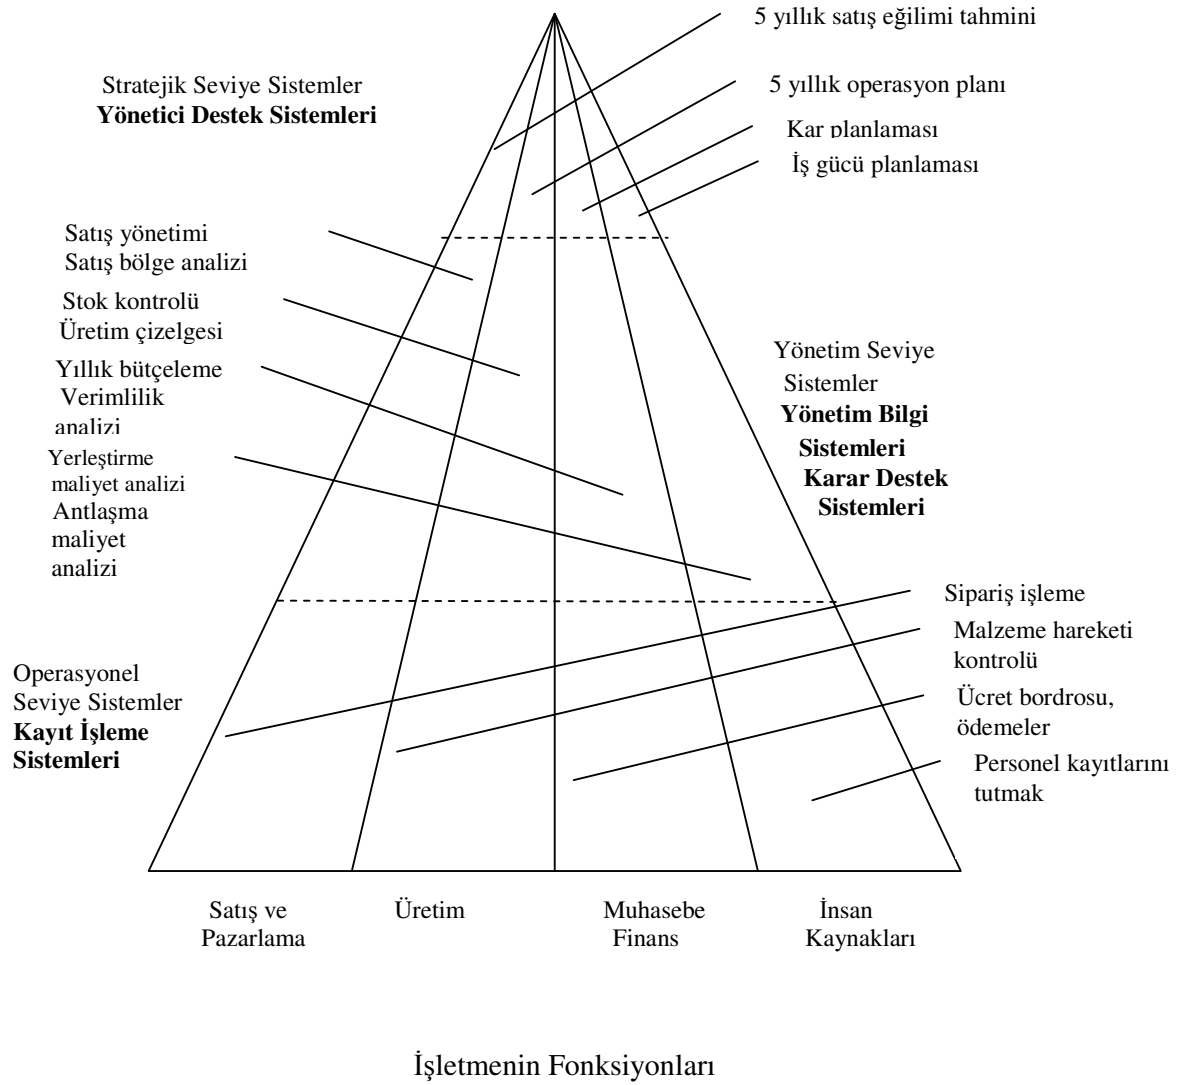 5 yıllık satış eğilimi tahmini
Stratejik Seviye Sistemler
Yönetici Destek Sistemleri
5 yıllık operasyon planı
Kar planlaması
İş gücü planlaması
Satış yönetimi
Satış bölge analizi
Stok kontrolü
Üretim çizelgesi
Yıllık bütçeleme
Verimlilik
analizi
Yerleştirme
maliyet analizi
Antlaşma
maliyet
analizi
Yönetim Seviye
Sistemler
Yönetim Bilgi
Sistemleri
Karar Destek
Sistemleri
Sipariş işleme
Malzeme hareketi
kontrolü
Ücret bordrosu,
ödemeler
Personel kayıtlarını
tutmak
Operasyonel
Seviye Sistemler
Kayıt İşleme
Sistemleri
Satış ve
Pazarlama
Üretim
Muhasebe
Finans
İnsan
Kaynakları
İşletmenin Fonksiyonları